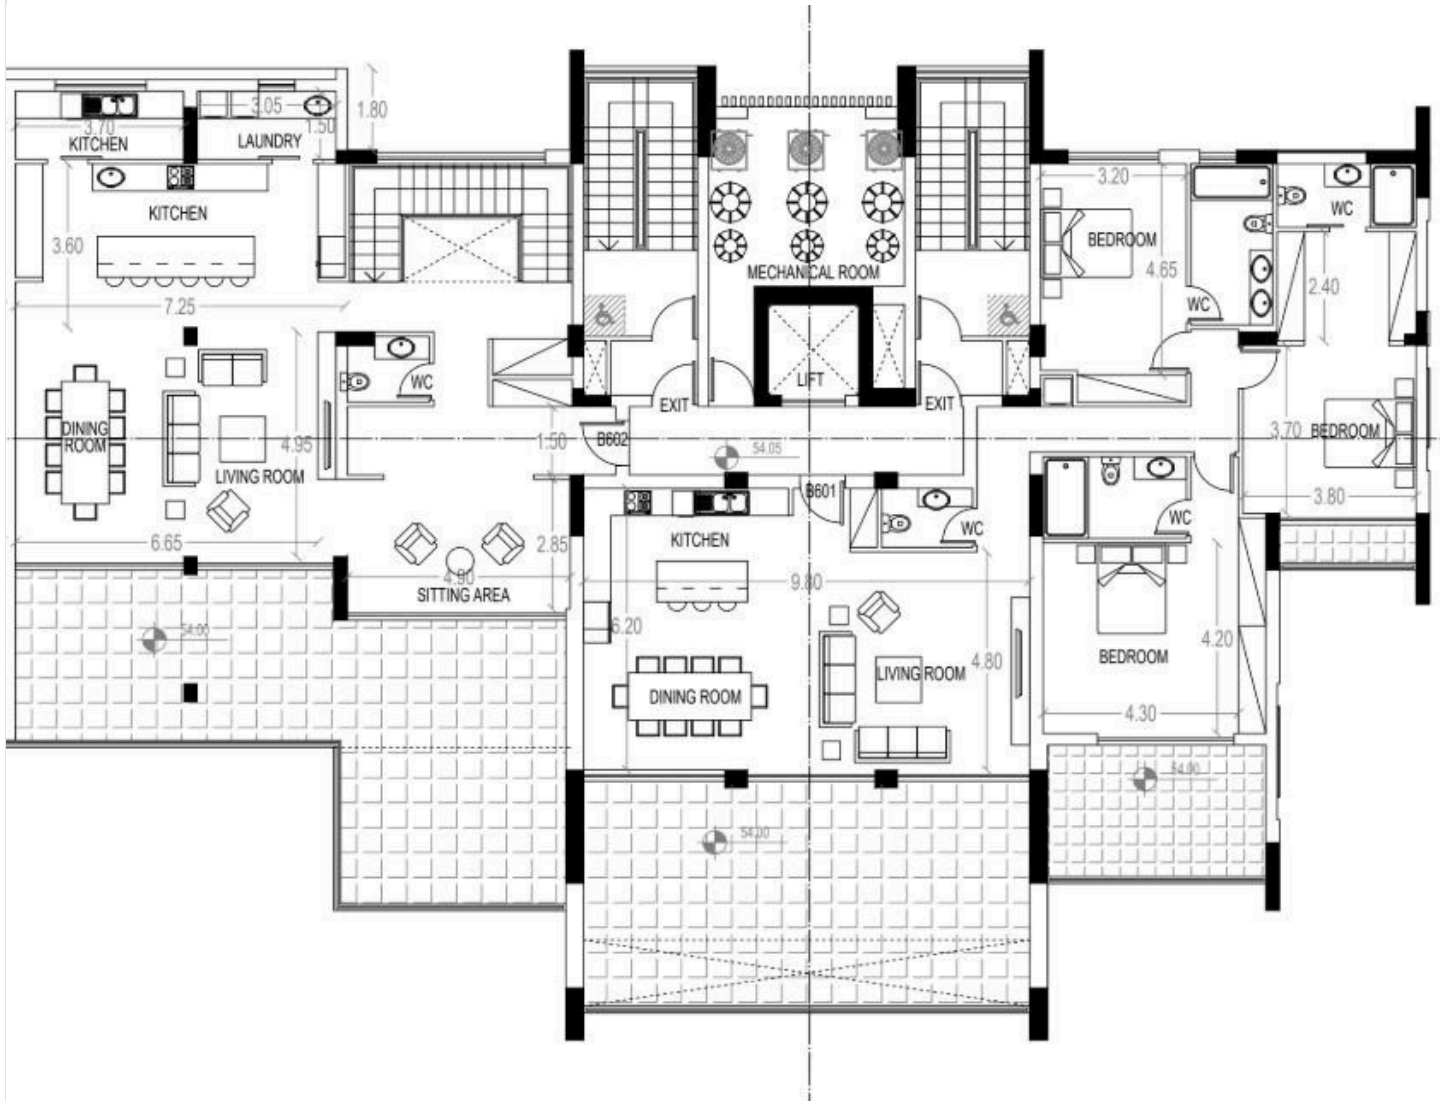 3.05
1.80
1.50
3.70
KITCHEN
LAUNDRY
3.20
KITCHEN
WC
BEDROOM
3.60
4.65
MECHANICAL ROOM
2.40
7.25
WC
LIFT
WC
EXIT
EXIT
DINING
ROOM
4.95
1.50
B602
54.05
3.70
BEDROOM
LIVING ROOM
B601
3.80
WC
WC
6.65
2.85
KITCHEN
4.90
SITTING AREA
9.80
54.00
6.20
4.20
4.80
BEDROOM
LIVING ROOM
DINING ROOM
4.30
54.00
54.00